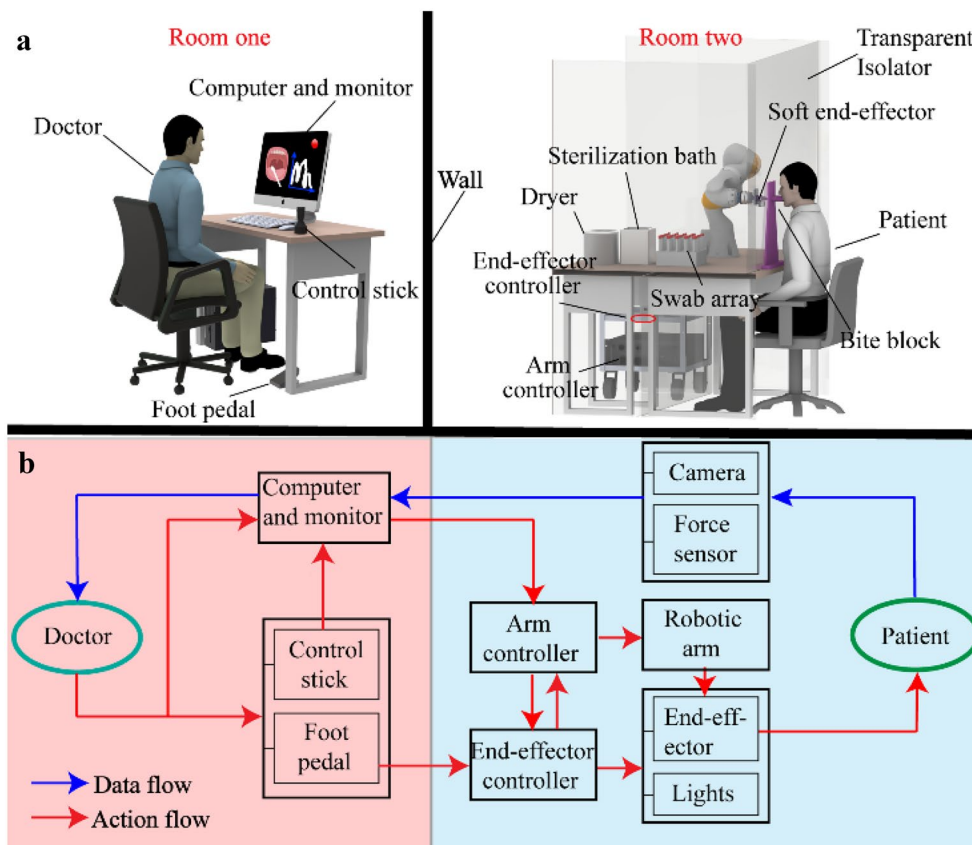 a
Room one
Computer and monitor
Doctor
Control stick
Foot pedal
Wall
Room two
Transparent
Isolator
Soft end-effector
Sterilization bath
Dryer
Patient
End-effector
controller
Swab array
Bite block
Arm
controller
b
Computer
and monitor
Camera
Force
sensor
Doctor
Control
stick
Foot
pedal
Arm
controller
Robotic
arm
Patient
End-effector
controller
End-eff-
ector
Lights
Data flow
Action flow